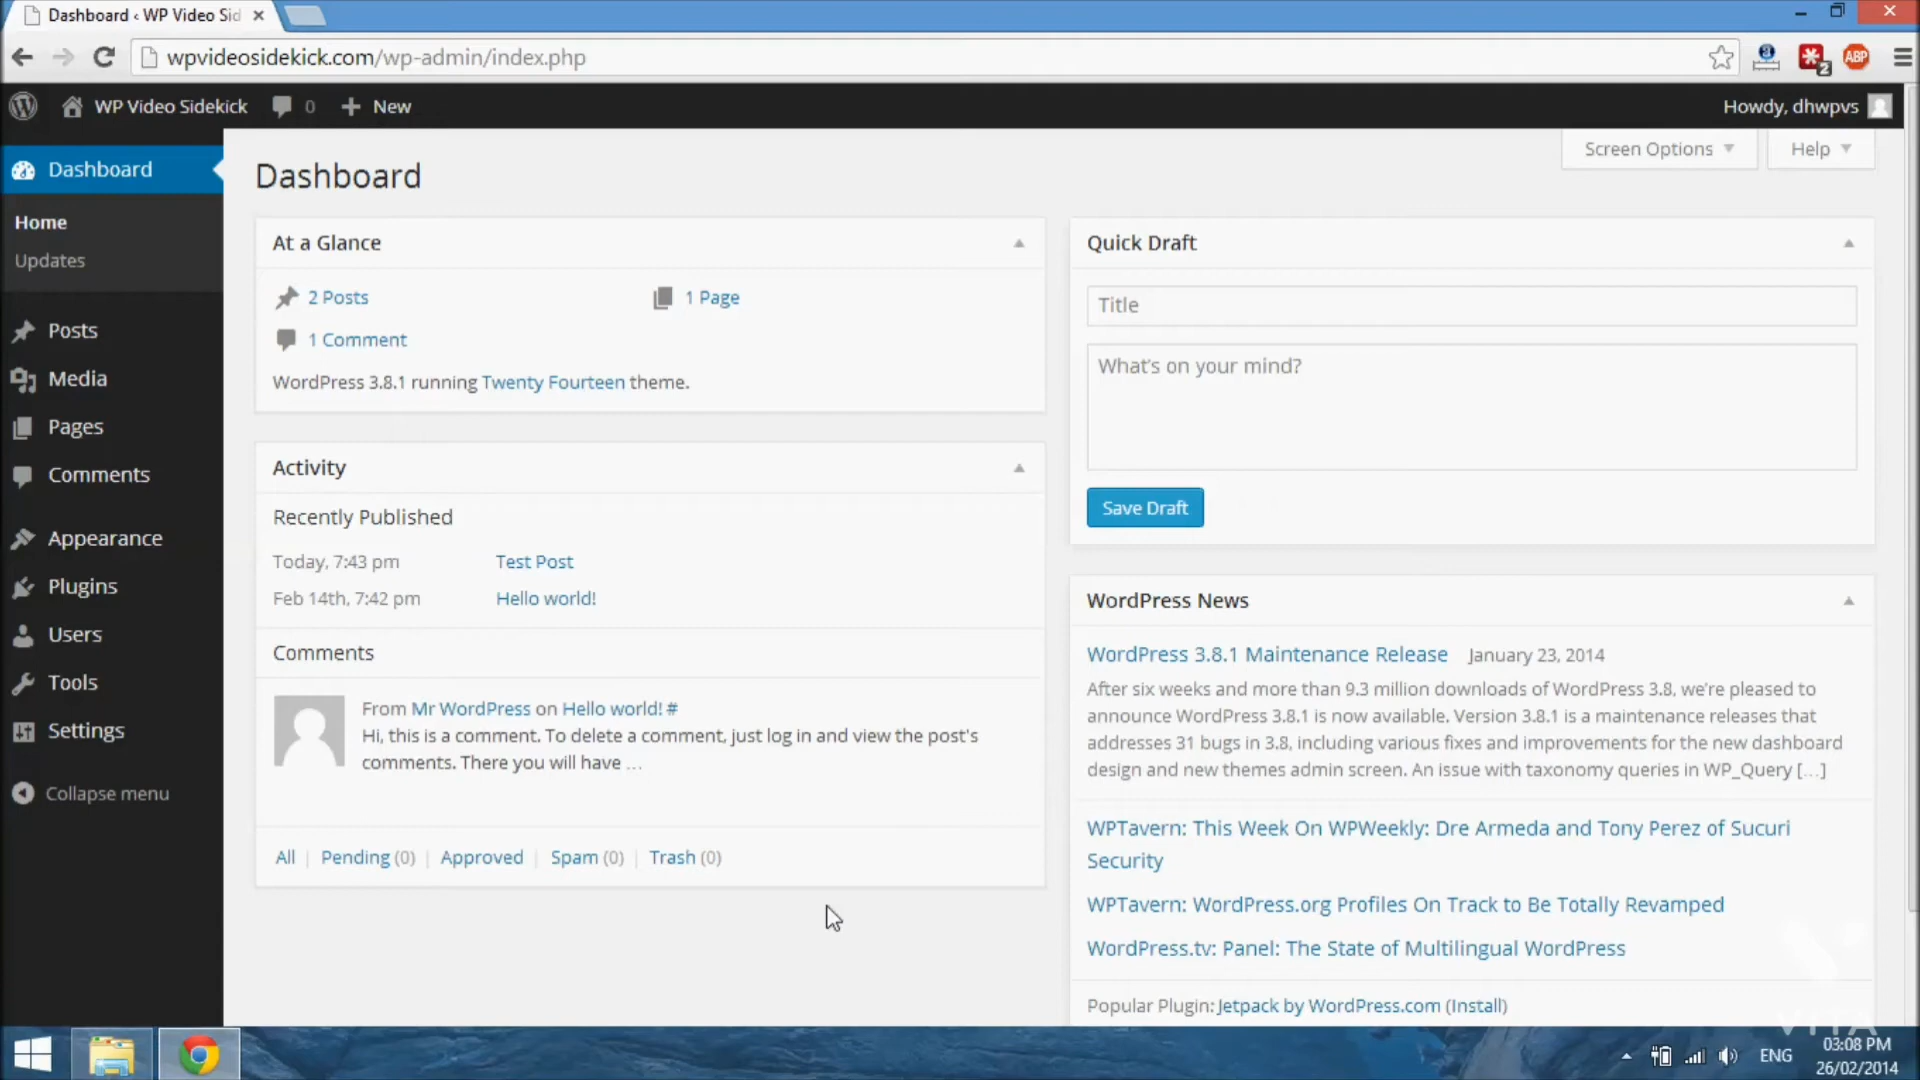 Dashboard ‹ WP Video Sid
wpvideosidekick.com/wp-admin/index.php
2
ABP
WP Video Sidekick 0 + New
Howdy, dhwpvs
Dashboard
Home
Updates
Posts
Media
Pages
Comments
Appearance
Plugins
Users
Tools
Settings
Collapse menu
Screen Options
Help
Dashboard
At a Glance
2 Posts
1 Page
1 Comment
WordPress 3.8.1 running Twenty Fourteen theme.
Activity
Recently Published
Today, 7:43 pm Test Post
Feb 14th, 7:42 pm Hello world!
Comments
From Mr WordPress on Hello world! #
Hi, this is a comment. To delete a comment, just log in and view the post's
comments. There you will have …
All | Pending (0) | Approved | Spam (0) | Trash (0)
Quick Draft
Title
What's on your mind?
Save Draft
WordPress News
WordPress 3.8.1 Maintenance Release January 23, 2014
After six weeks and more than 9.3 million downloads of WordPress 3.8, we're pleased to
announce WordPress 3.8.1 is now available. Version 3.8.1 is a maintenance releases that
addresses 31 bugs in 3.8, including various fixes and improvements for the new dashboard
design and new themes admin screen. An issue with taxonomy queries in WP_Query […]
WPTavern: This Week On WPWeekly: Dre Armeda and Tony Perez of Sucuri
Security
WPTavern: WordPress.org Profiles On Track to Be Totally Revamped
WordPress.tv: Panel: The State of Multilingual WordPress
Popular Plugin: Jetpack by WordPress.com (Install)
VITA
ENG
03:08 PM
26/02/2014